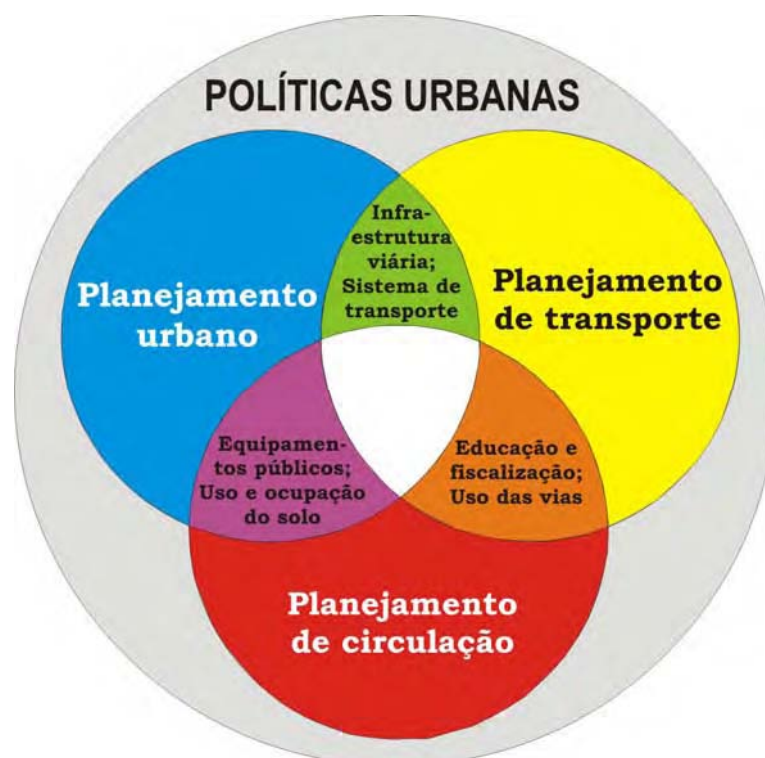 POLÍTICAS URBANAS
Infra-
estrutura
viária;
Sistema de
transporte
Planejamento
urbano
Planejamento
de transporte
Equipamen-
tos públicos;
Uso e ocupação
do solo
Educação e
fiscalização;
Uso das vias
Planejamento
de circulação